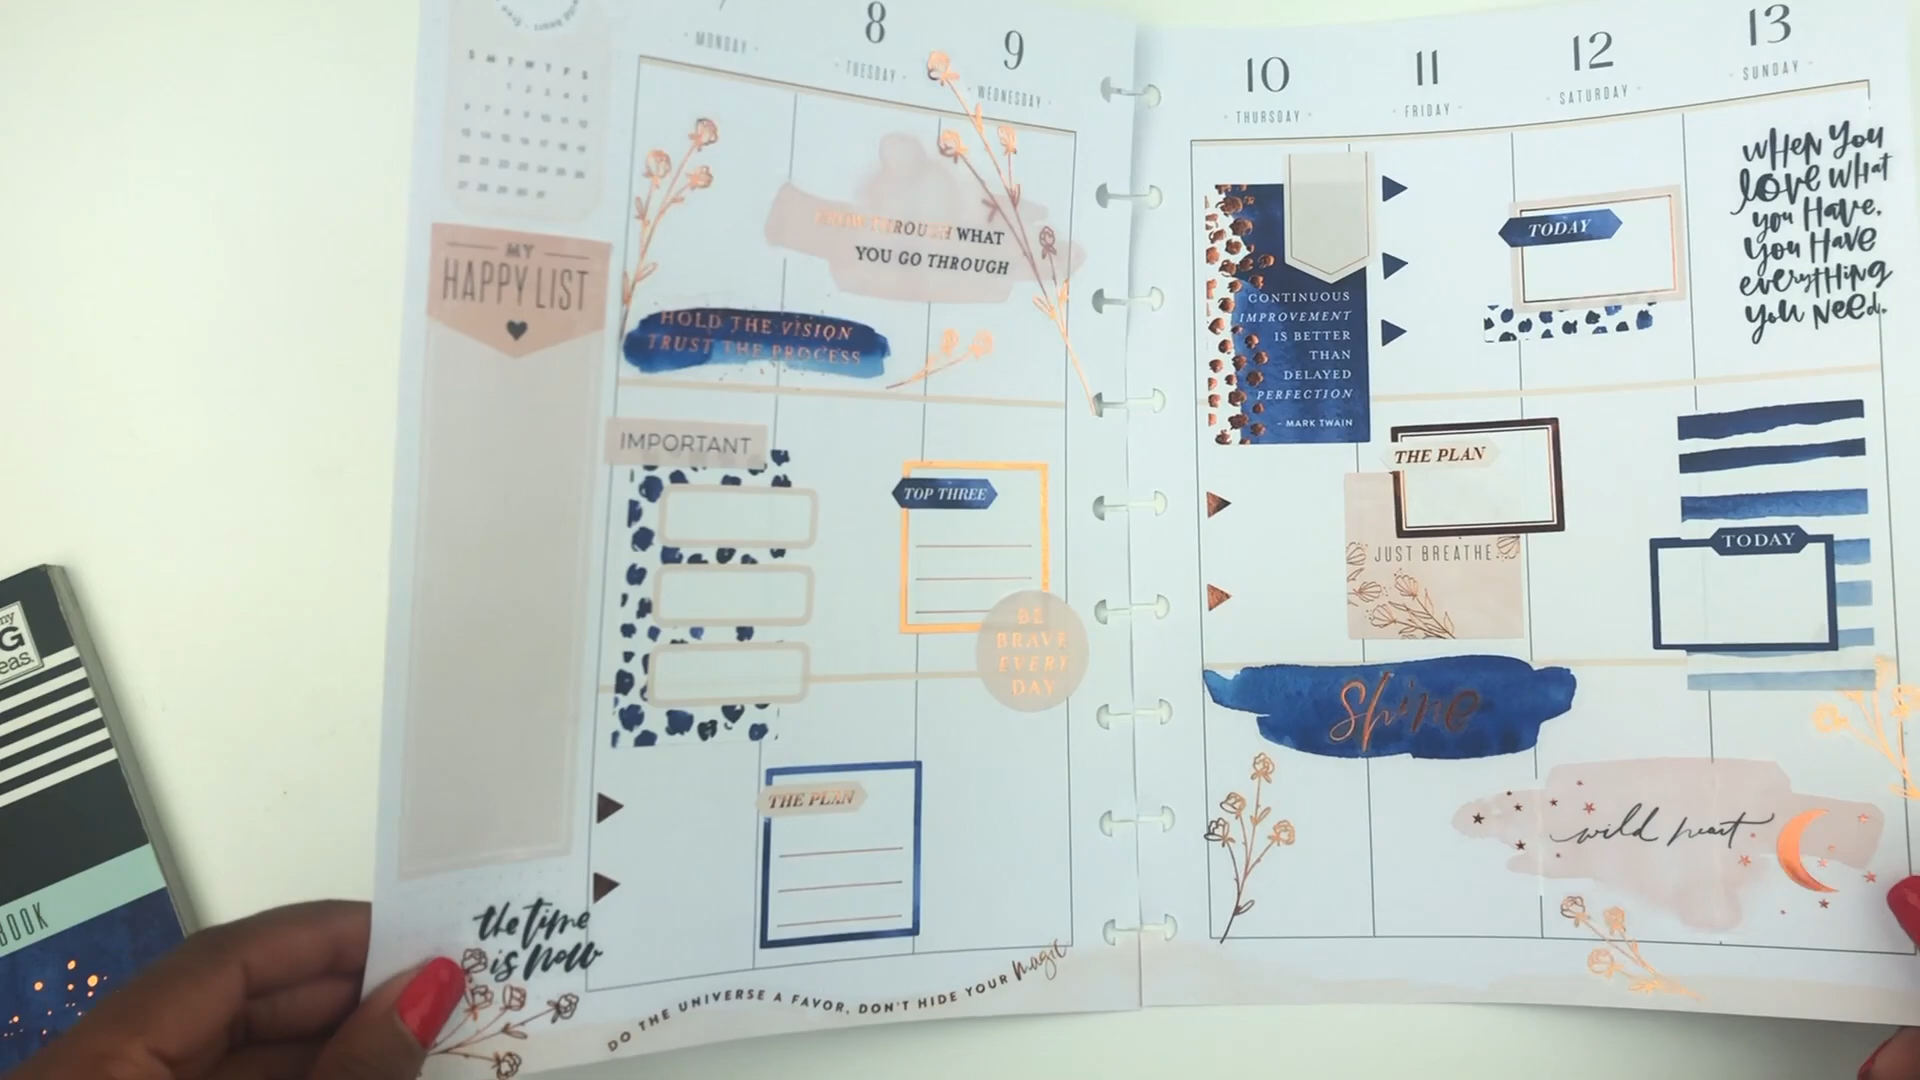 S M T W T F S
MY
HAPPY LIST
the time
is now
7
· MONDAY ·
8
· TUESDAY ·
9
· WEDNESDAY ·
GROW THROUGH WHAT
YOU GO THROUGH
HOLD THE VISION
TRUST THE PROCESS
IMPORTANT
TOP THREE
BE
BRAVE
EVERY
DAY
THE PLAN
DO THE UNIVERSE A FAVOR, DON'T HIDE YOUR magic
10
· THURSDAY ·
11
· FRIDAY ·
12
· SATURDAY ·
13
· SUNDAY ·
CONTINUOUS
IMPROVEMENT
IS BETTER
THAN
DELAYED
PERFECTION
- MARK TWAIN
TODAY
when you
love what
you have,
you have
everything
you need.
THE PLAN
JUST BREATHE
TODAY
Shine
wild heart
BOOK